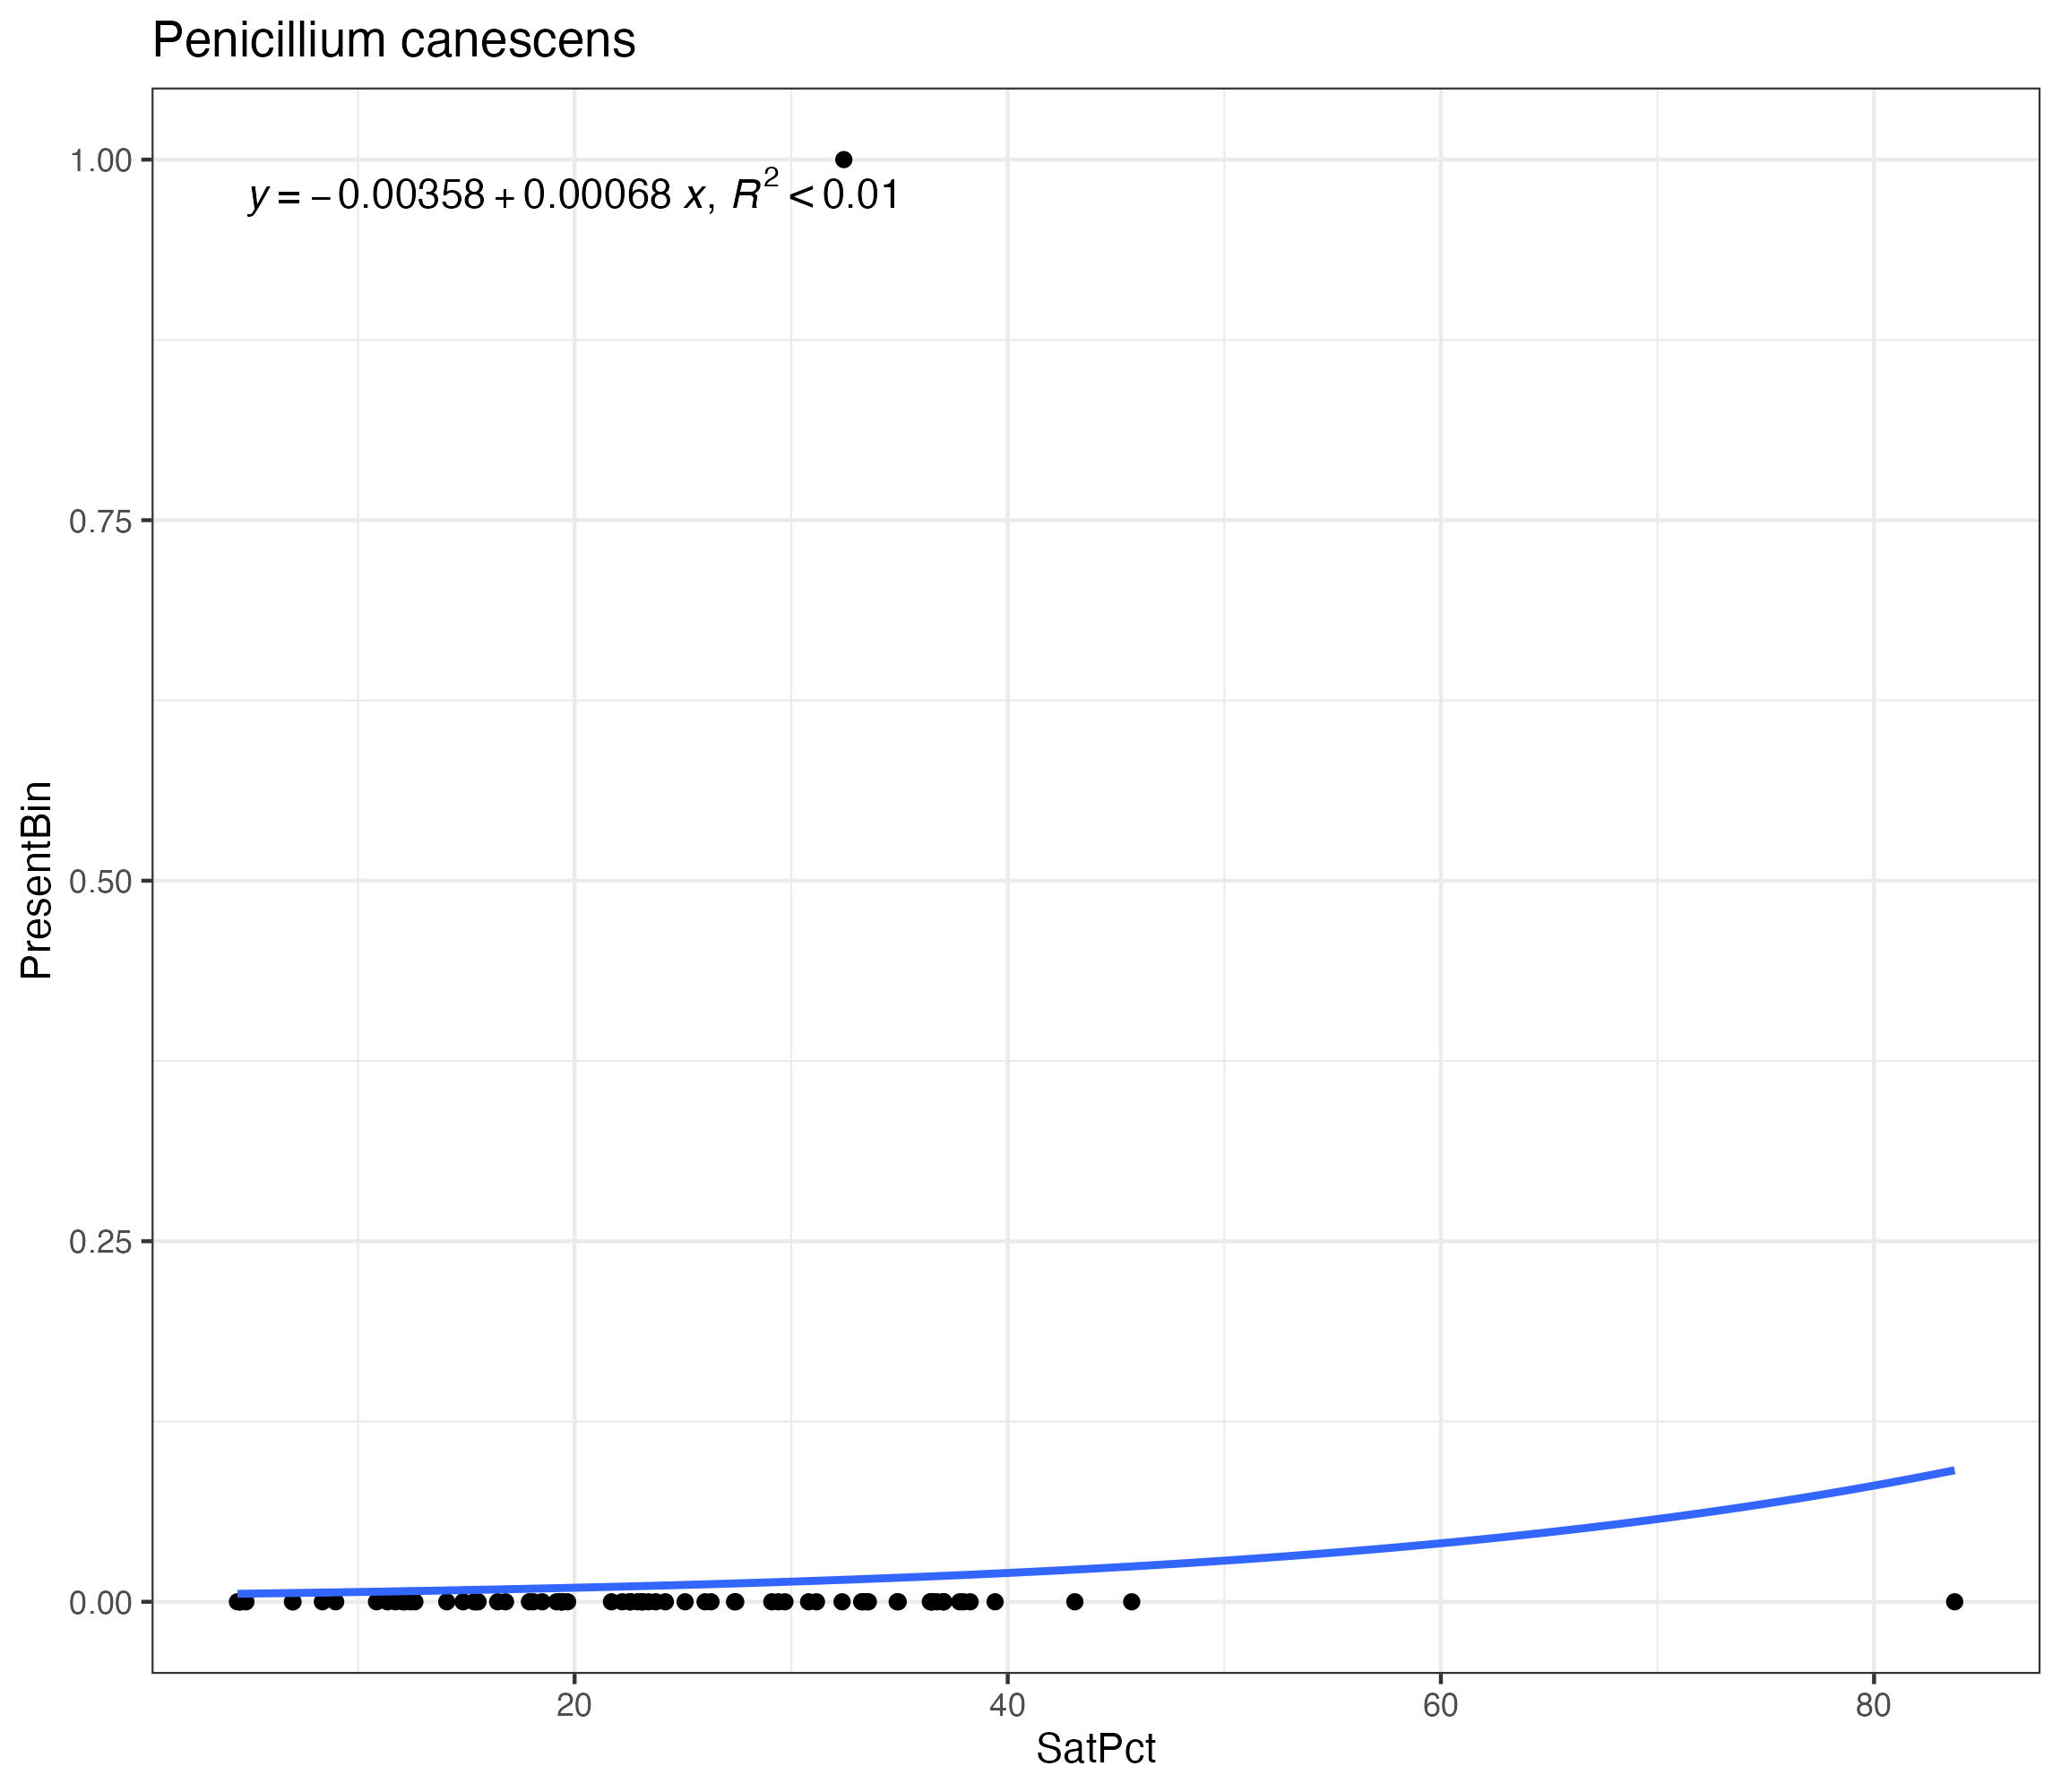 Penicillium canescens
y = −0.00358 + 0.00068 x, R² < 0.01
1.00
0.75
0.50
0.25
0.00
PresentBin
20 40 60 80
SatPct